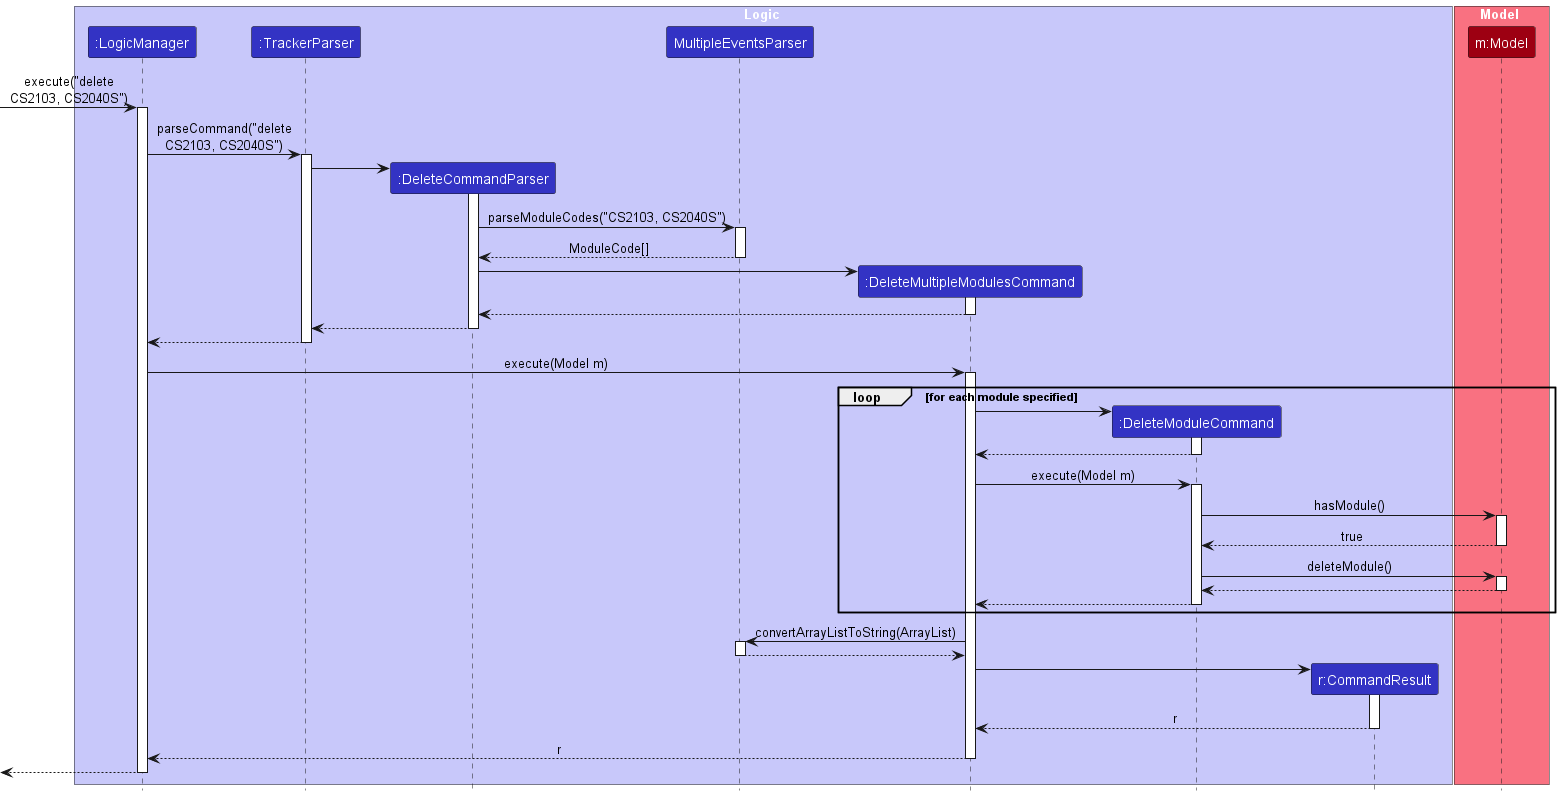 Logic
Model
:LogicManager
:TrackerParser
MultipleEventsParser
m:Model
execute("delete
CS2103, CS2040S")
parseCommand("delete
CS2103, CS2040S")
:DeleteCommandParser
parseModuleCodes("CS2103, CS2040S")
ModuleCode[]
:DeleteMultipleModulesCommand
execute(Model m)
loop
[for each module specified]
:DeleteModuleCommand
execute(Model m)
hasModule()
true
deleteModule()
convertArrayListToString(ArrayList)
r:CommandResult
r
r